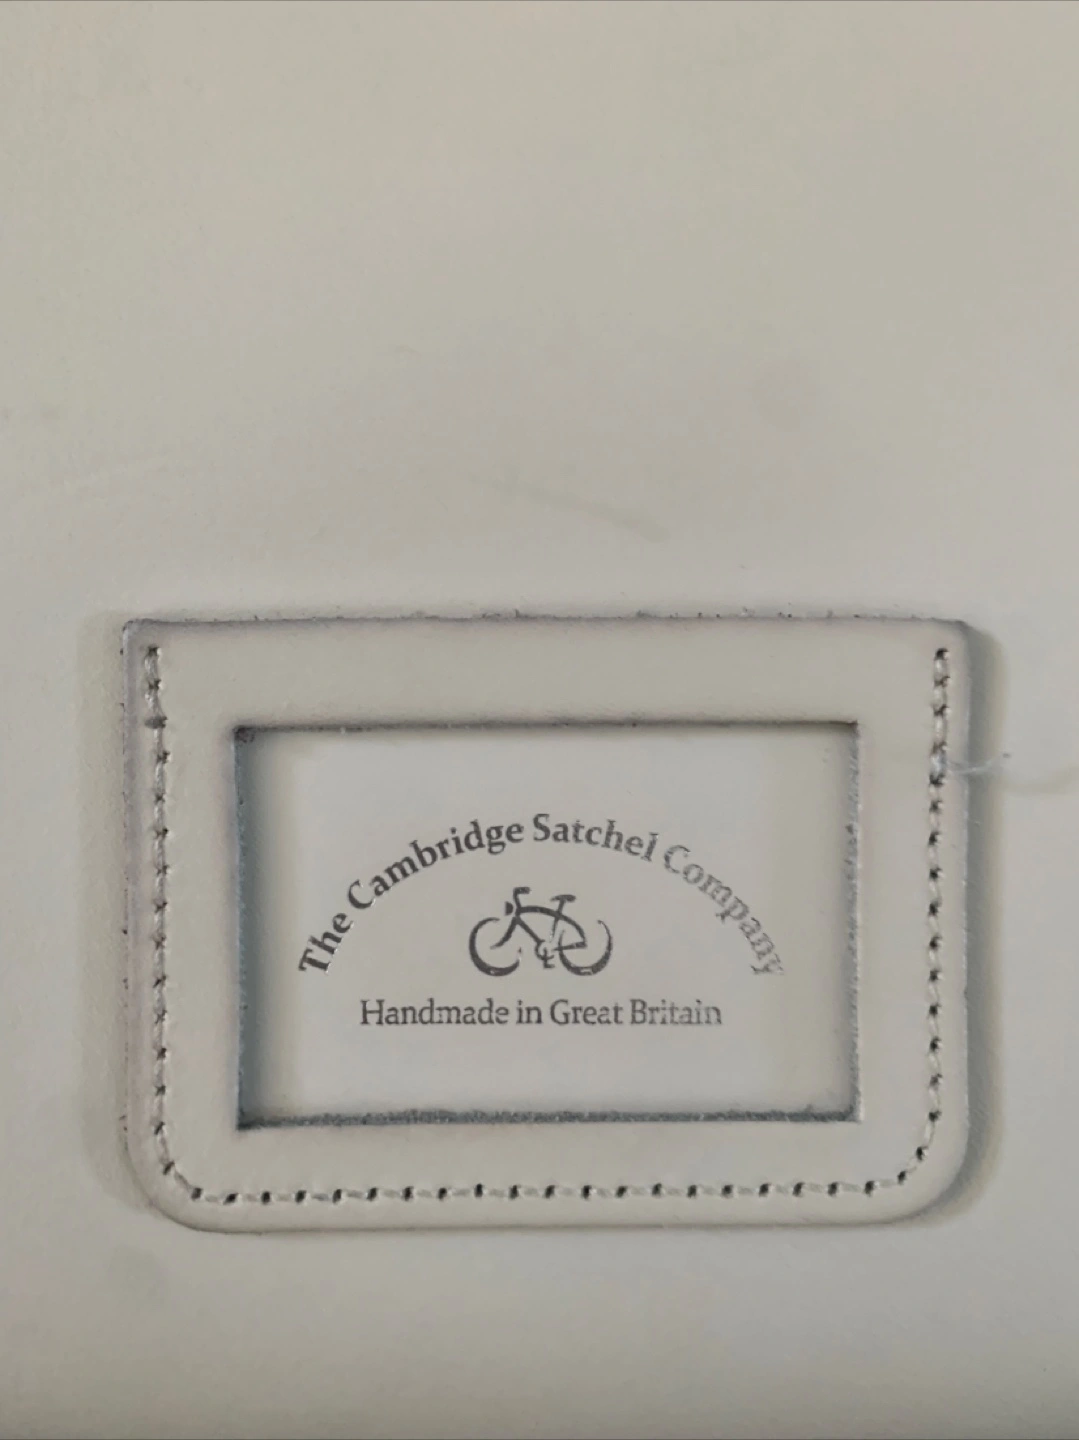 The Cambridge Satchel Company
Handmade in Great Britain